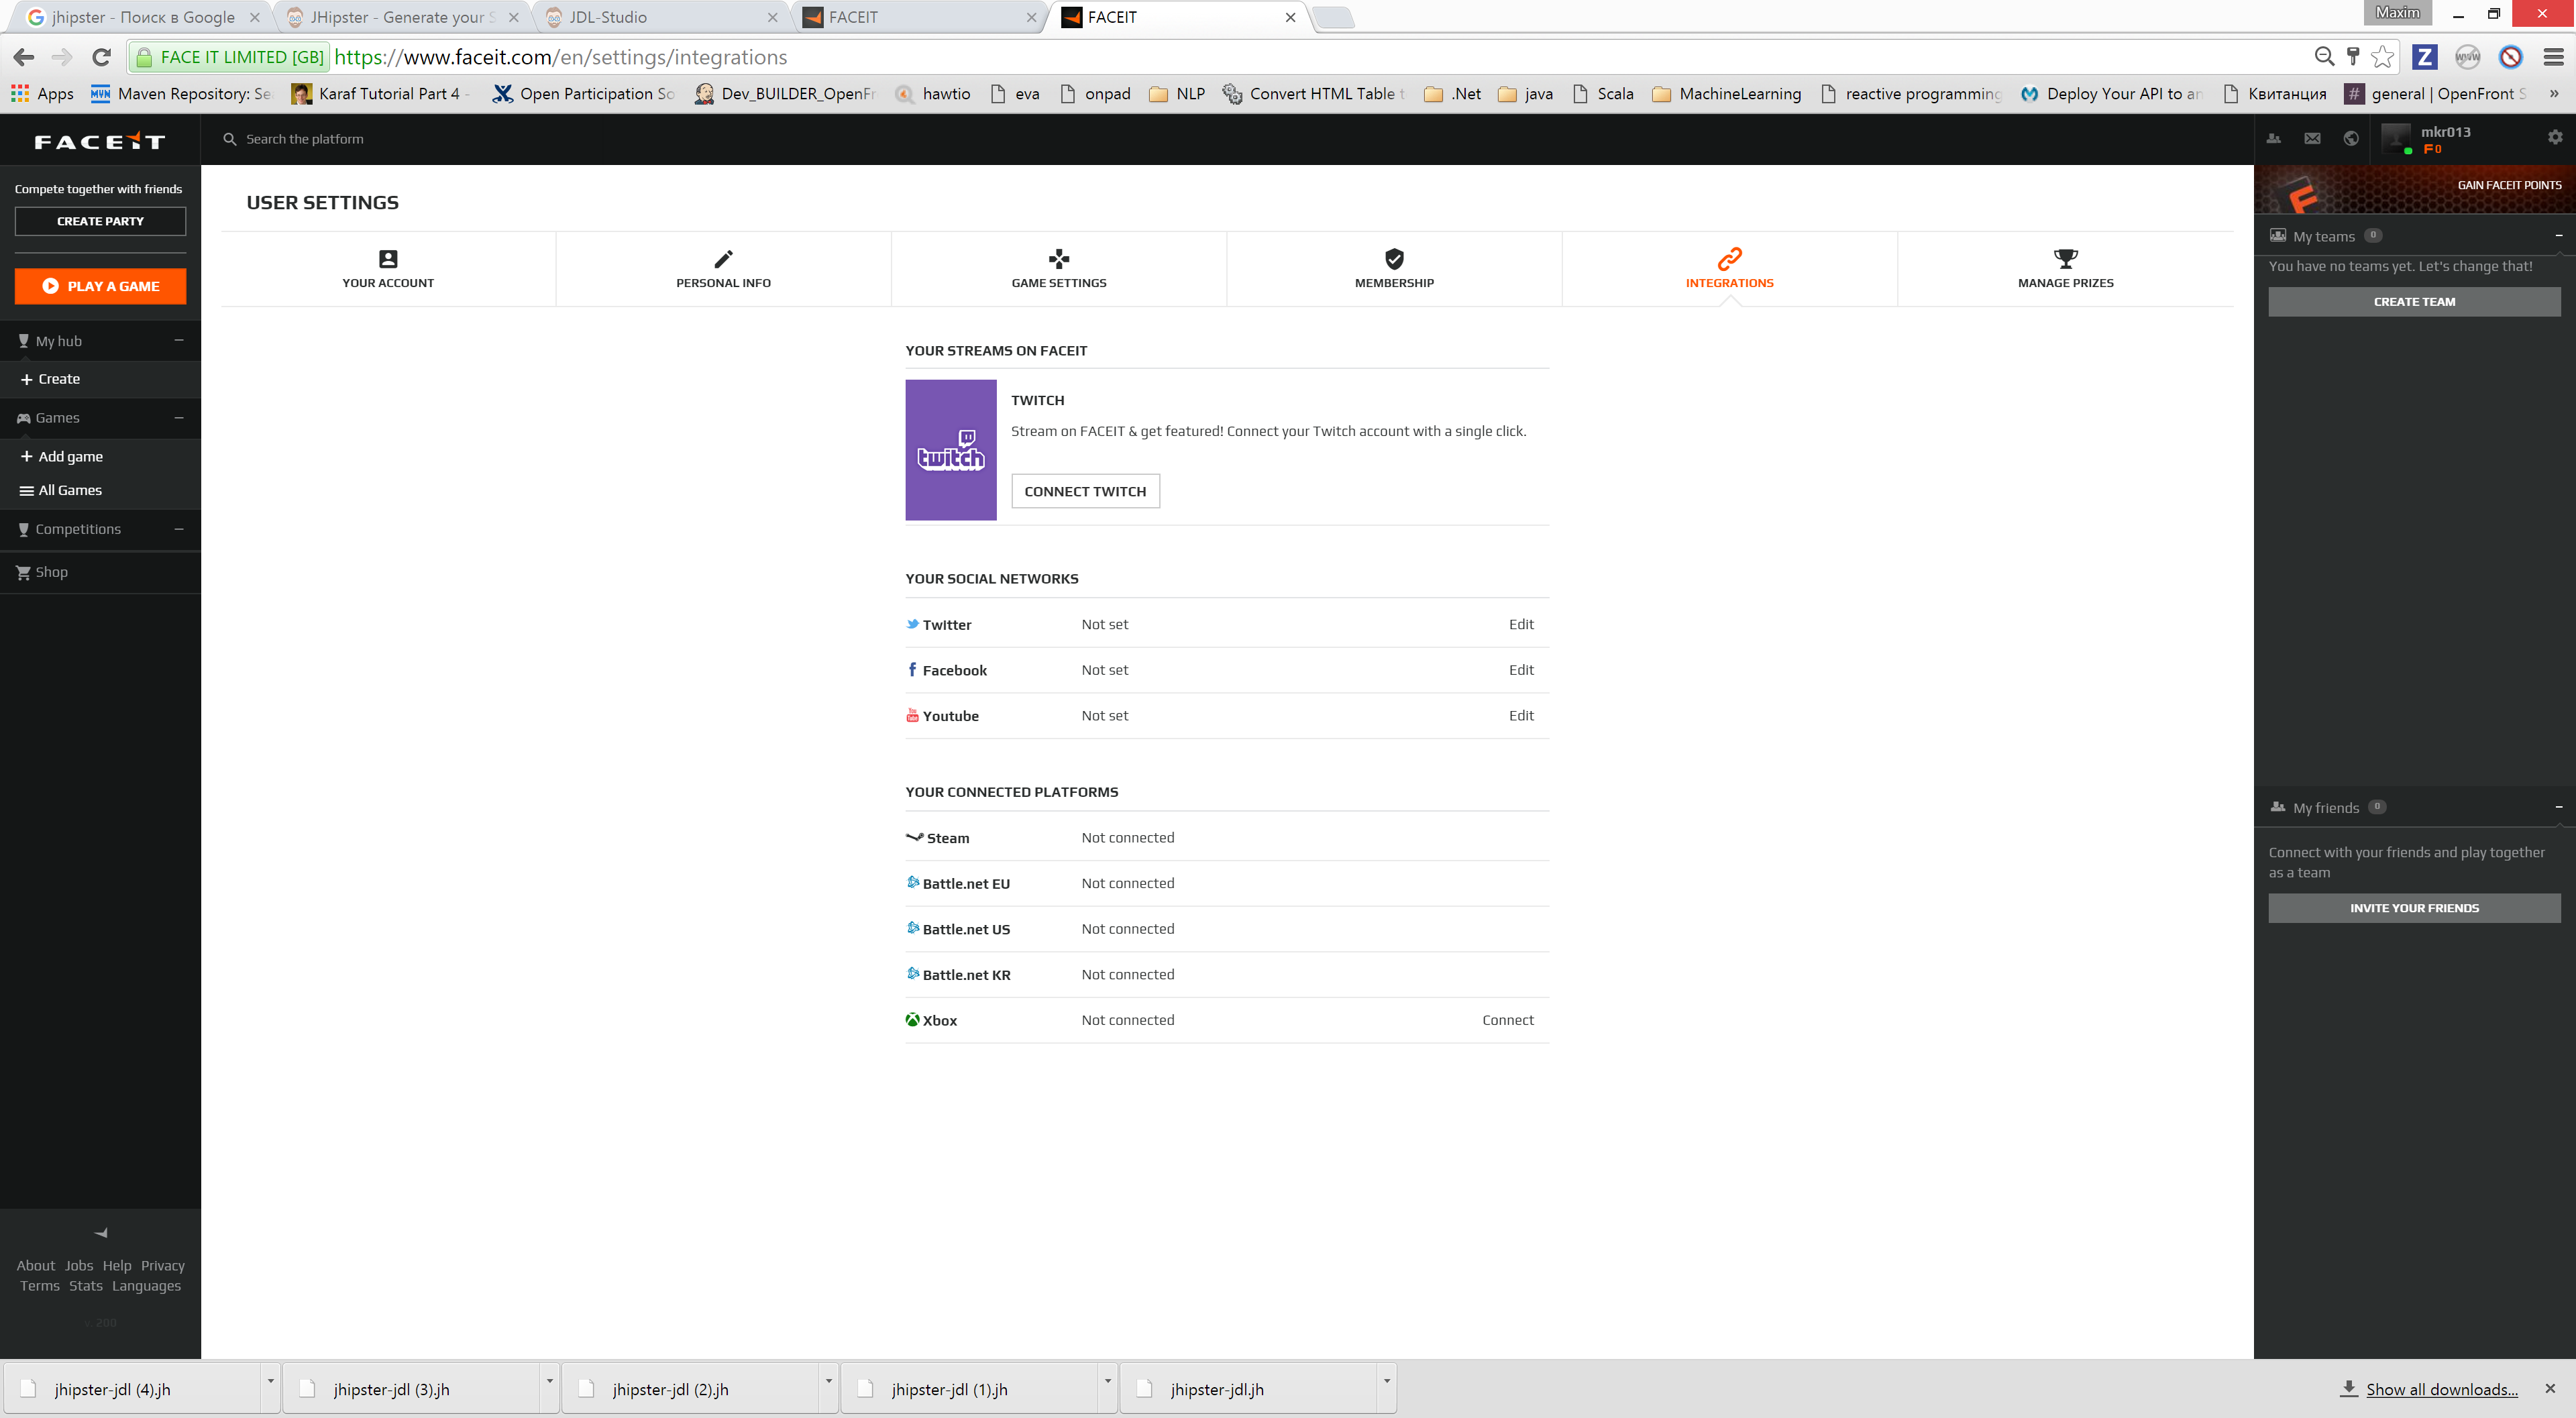 jhipster - Поиск в Google
JHipster - Generate your S
JDL-Studio
FACEIT
FACEIT
Maxim
FACE IT LIMITED [GB] https://www.faceit.com/en/settings/integrations
Apps
Maven Repository: Se
Karaf Tutorial Part 4 -
Open Participation So
Dev_BUILDER_OpenFr
hawtio
eva
onpad
NLP
Convert HTML Table t
.Net
java
Scala
MachineLearning
reactive programming
Deploy Your API to an
Квитанция
general | OpenFront S
FACEIT
Search the platform
mkr013
F 0
Compete together with friends
CREATE PARTY
PLAY A GAME
My hub
Create
Games
Add game
All Games
Competitions
Shop
About Jobs Help Privacy
Terms Stats Languages
v. 200
USER SETTINGS
YOUR ACCOUNT
PERSONAL INFO
GAME SETTINGS
MEMBERSHIP
INTEGRATIONS
MANAGE PRIZES
YOUR STREAMS ON FACEIT
twitch
TWITCH
Stream on FACEIT & get featured! Connect your Twitch account with a single click.
CONNECT TWITCH
YOUR SOCIAL NETWORKS
Twitter Not set Edit
Facebook Not set Edit
Youtube Not set Edit
YOUR CONNECTED PLATFORMS
Steam Not connected
Battle.net EU Not connected
Battle.net US Not connected
Battle.net KR Not connected
Xbox Not connected Connect
GAIN FACEIT POINTS
My teams 0
You have no teams yet. Let's change that!
CREATE TEAM
My friends 0
Connect with your friends and play together
as a team
INVITE YOUR FRIENDS
jhipster-jdl (4).jh
jhipster-jdl (3).jh
jhipster-jdl (2).jh
jhipster-jdl (1).jh
jhipster-jdl.jh
Show all downloads...